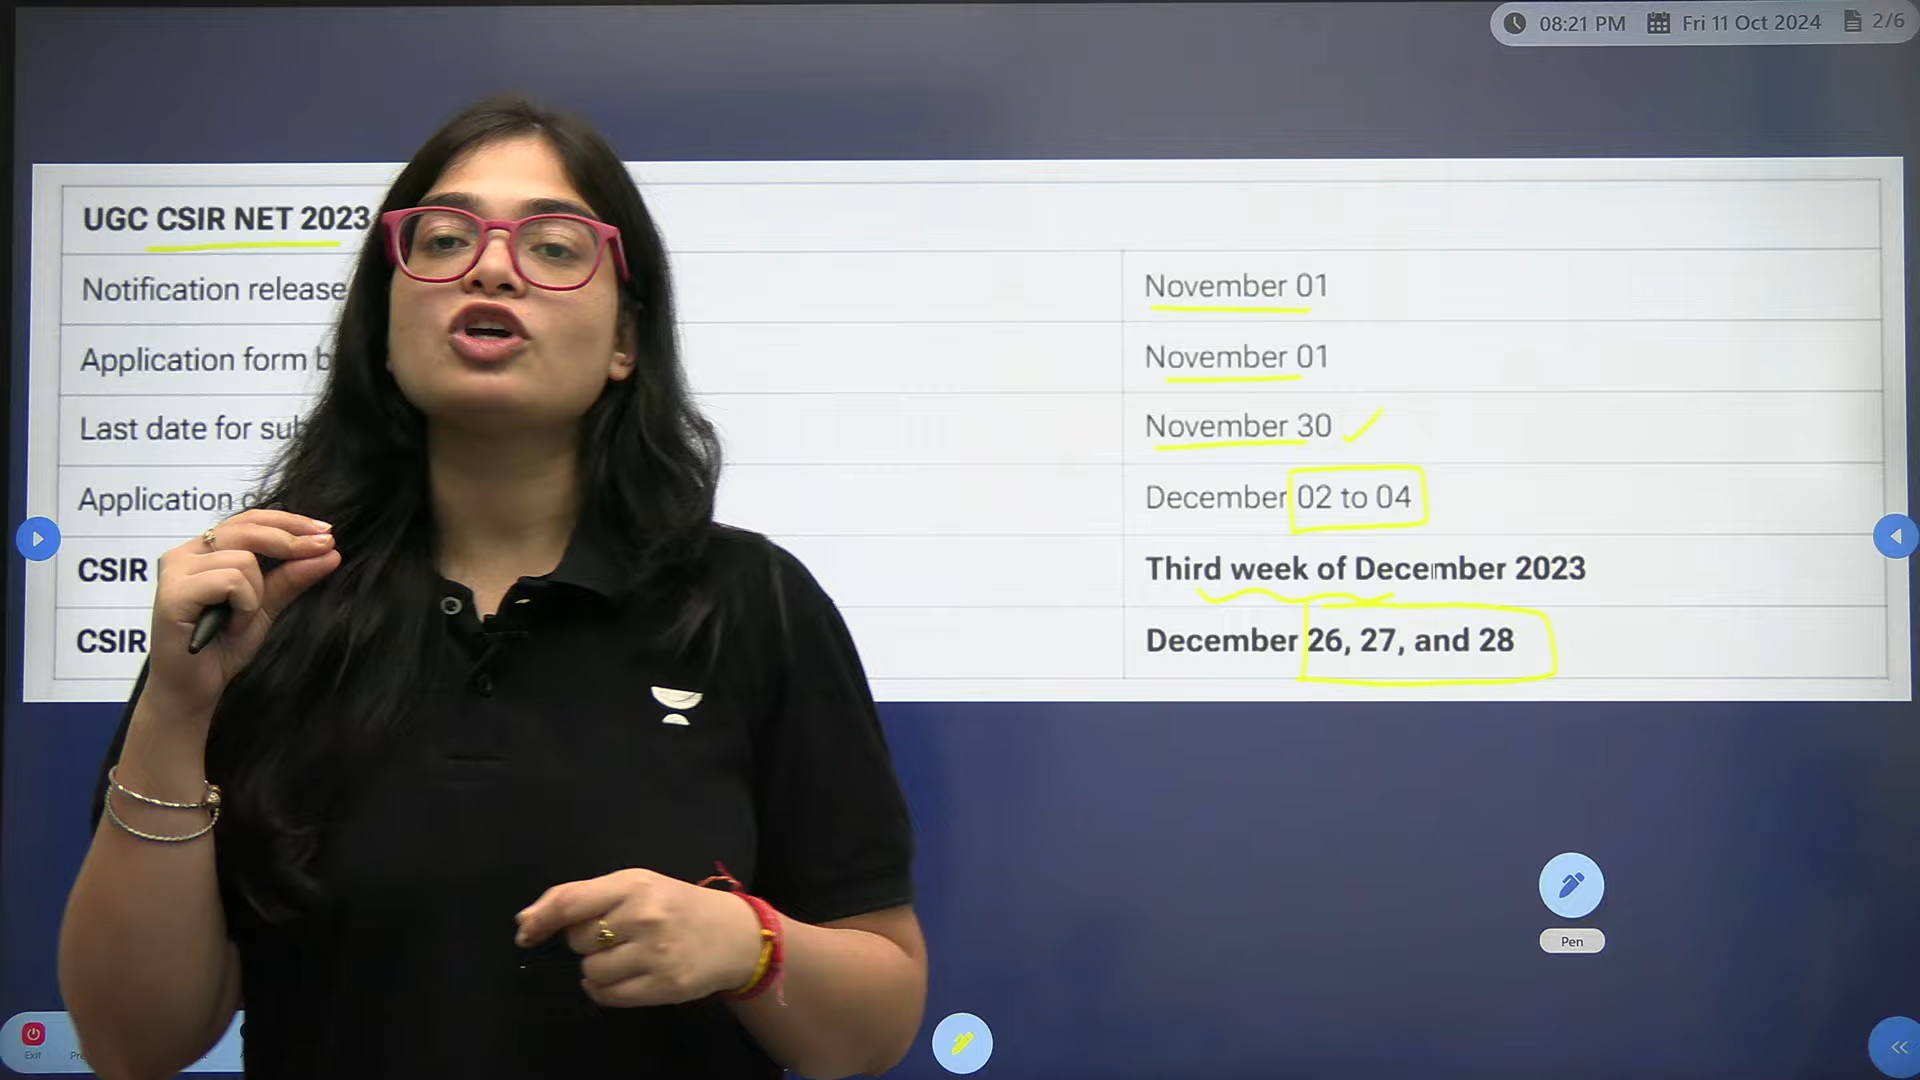 08:21 PM Fri 11 Oct 2024 2/6
UGC CSIR NET 2023
Notification release November 01
Application form November 01
Last date for November 30
Application December 02 to 04
CSIR Third week of December 2023
CSIR December 26, 27, and 28
Pen
Exit